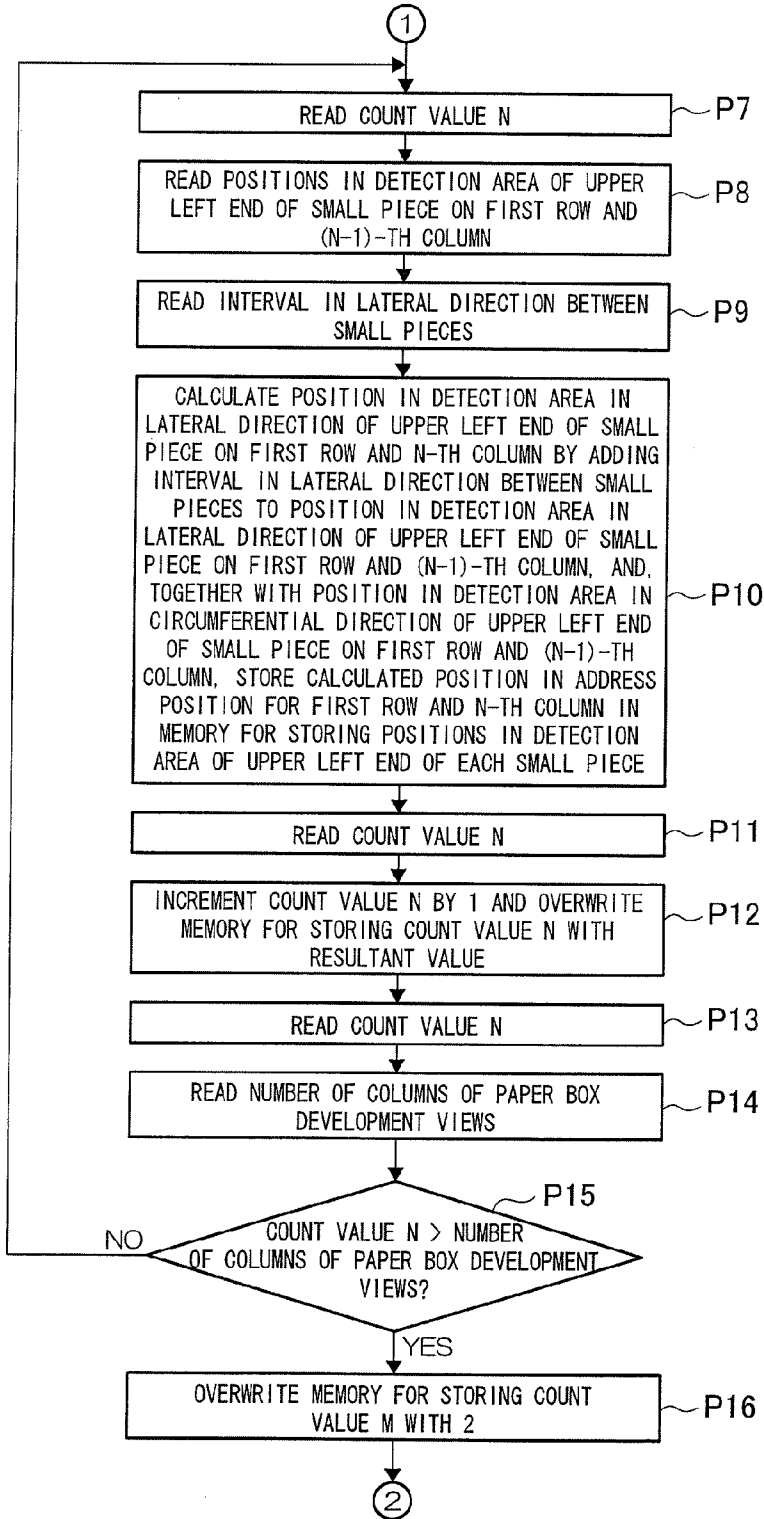 1
READ COUNT VALUE N
P7
READ POSITIONS IN DETECTION AREA OF UPPER
LEFT END OF SMALL PIECE ON FIRST ROW AND
(N-1)-TH COLUMN
P8
READ INTERVAL IN LATERAL DIRECTION BETWEEN
SMALL PIECES
P9
CALCULATE POSITION IN DETECTION AREA IN
LATERAL DIRECTION OF UPPER LEFT END OF SMALL
PIECE ON FIRST ROW AND N-TH COLUMN BY ADDING
INTERVAL IN LATERAL DIRECTION BETWEEN SMALL
PIECES TO POSITION IN DETECTION AREA IN
LATERAL DIRECTION OF UPPER LEFT END OF SMALL
PIECE ON FIRST ROW AND (N-1)-TH COLUMN, AND,
TOGETHER WITH POSITION IN DETECTION AREA IN
CIRCUMFERENTIAL DIRECTION OF UPPER LEFT END
OF SMALL PIECE ON FIRST ROW AND (N-1)-TH
COLUMN, STORE CALCULATED POSITION IN ADDRESS
POSITION FOR FIRST ROW AND N-TH COLUMN IN
MEMORY FOR STORING POSITIONS IN DETECTION
AREA OF UPPER LEFT END OF EACH SMALL PIECE
P10
READ COUNT VALUE N
P11
INCREMENT COUNT VALUE N BY 1 AND OVERWRITE
MEMORY FOR STORING COUNT VALUE N WITH
RESULTANT VALUE
P12
READ COUNT VALUE N
P13
READ NUMBER OF COLUMNS OF PAPER BOX
DEVELOPMENT VIEWS
P14
P15
COUNT VALUE N > NUMBER
OF COLUMNS OF PAPER BOX DEVELOPMENT
VIEWS?
NO
YES
OVERWRITE MEMORY FOR STORING COUNT
VALUE M WITH 2
P16
2